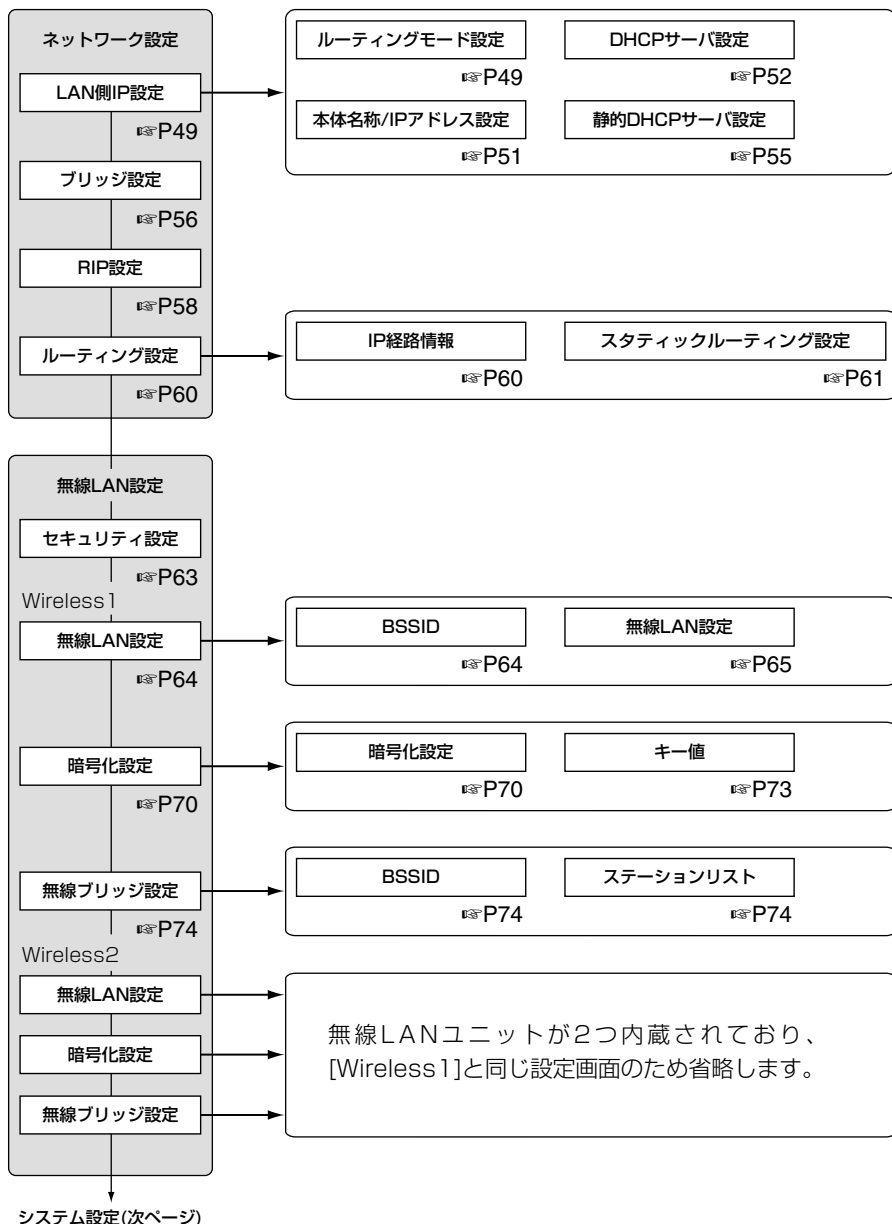 ネットワーク設定
LAN側IP設定
☞P49
ルーティングモード設定
☞P49
DHCPサーバ設定
☞P52
本体名称/IPアドレス設定
☞P51
静的DHCPサーバ設定
☞P55
ブリッジ設定
☞P56
RIP設定
☞P58
ルーティング設定
☞P60
IP経路情報
☞P60
スタティックルーティング設定
☞P61
無線LAN設定
セキュリティ設定
☞P63
Wireless1
無線LAN設定
☞P64
BSSID
☞P64
無線LAN設定
☞P65
暗号化設定
☞P70
暗号化設定
☞P70
キー値
☞P73
無線ブリッジ設定
☞P74
BSSID
☞P74
ステーションリスト
☞P74
Wireless2
無線LAN設定
暗号化設定
無線ブリッジ設定
無線LANユニットが2つ内蔵されており、
[Wireless1]と同じ設定画面のため省略します。
システム設定(次ページ)